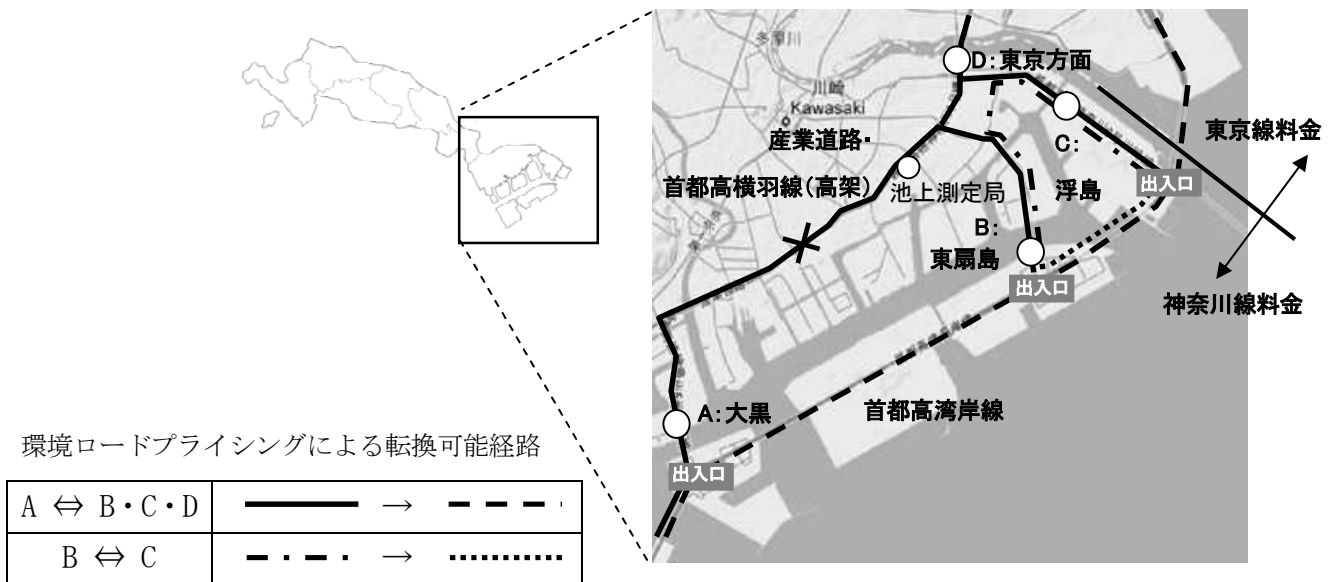 多摩川
D：東京方面
川崎
Kawasaki
産業道路・
C：
東京線料金
首都高横羽線（高架）
池上測定局
浮島
出入口
B：
東扇島
出入口
神奈川線料金
A：大黒
首都高湾岸線
出入口
環境ロードプライシングによる転換可能経路
A ⇔ B・C・D → 
B ⇔ C →